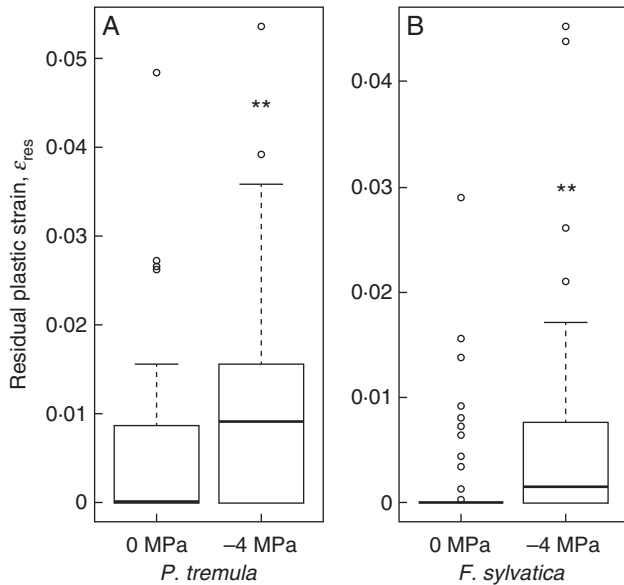 A
B
Residual plastic strain, εres
0·05
0·04
0·03
0·02
0·01
0
**
0 MPa
–4 MPa
P. tremula
0·04
0·03
0·02
0·01
0
**
0 MPa
–4 MPa
F. sylvatica